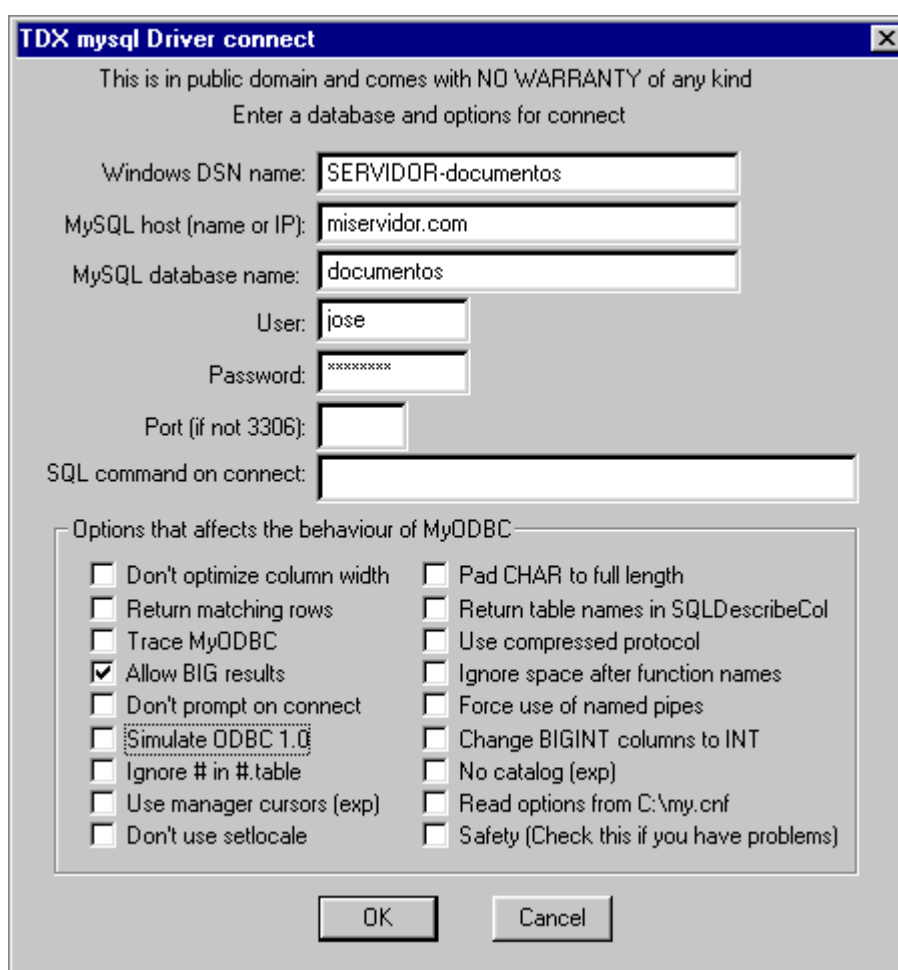 TDX mysql Driver connect
This is in public domain and comes with NO WARRANTY of any kind
Enter a database and options for connect
Windows DSN name: SERVIDOR-documentos
MySQL host (name or IP): miservidor.com
MySQL database name: documentos
User: jose
Password: ********
Port (if not 3306):
SQL command on connect:
Options that affects the behaviour of MyODBC
Don't optimize column width
Return matching rows
Trace MyODBC
Allow BIG results
Don't prompt on connect
Simulate ODBC 1.0
Ignore # in #.table
Use manager cursors (exp)
Don't use setlocale
Pad CHAR to full length
Return table names in SQLDescribeCol
Use compressed protocol
Ignore space after function names
Force use of named pipes
Change BIGINT columns to INT
No catalog (exp)
Read options from C:\my.cnf
Safety (Check this if you have problems)
OK
Cancel